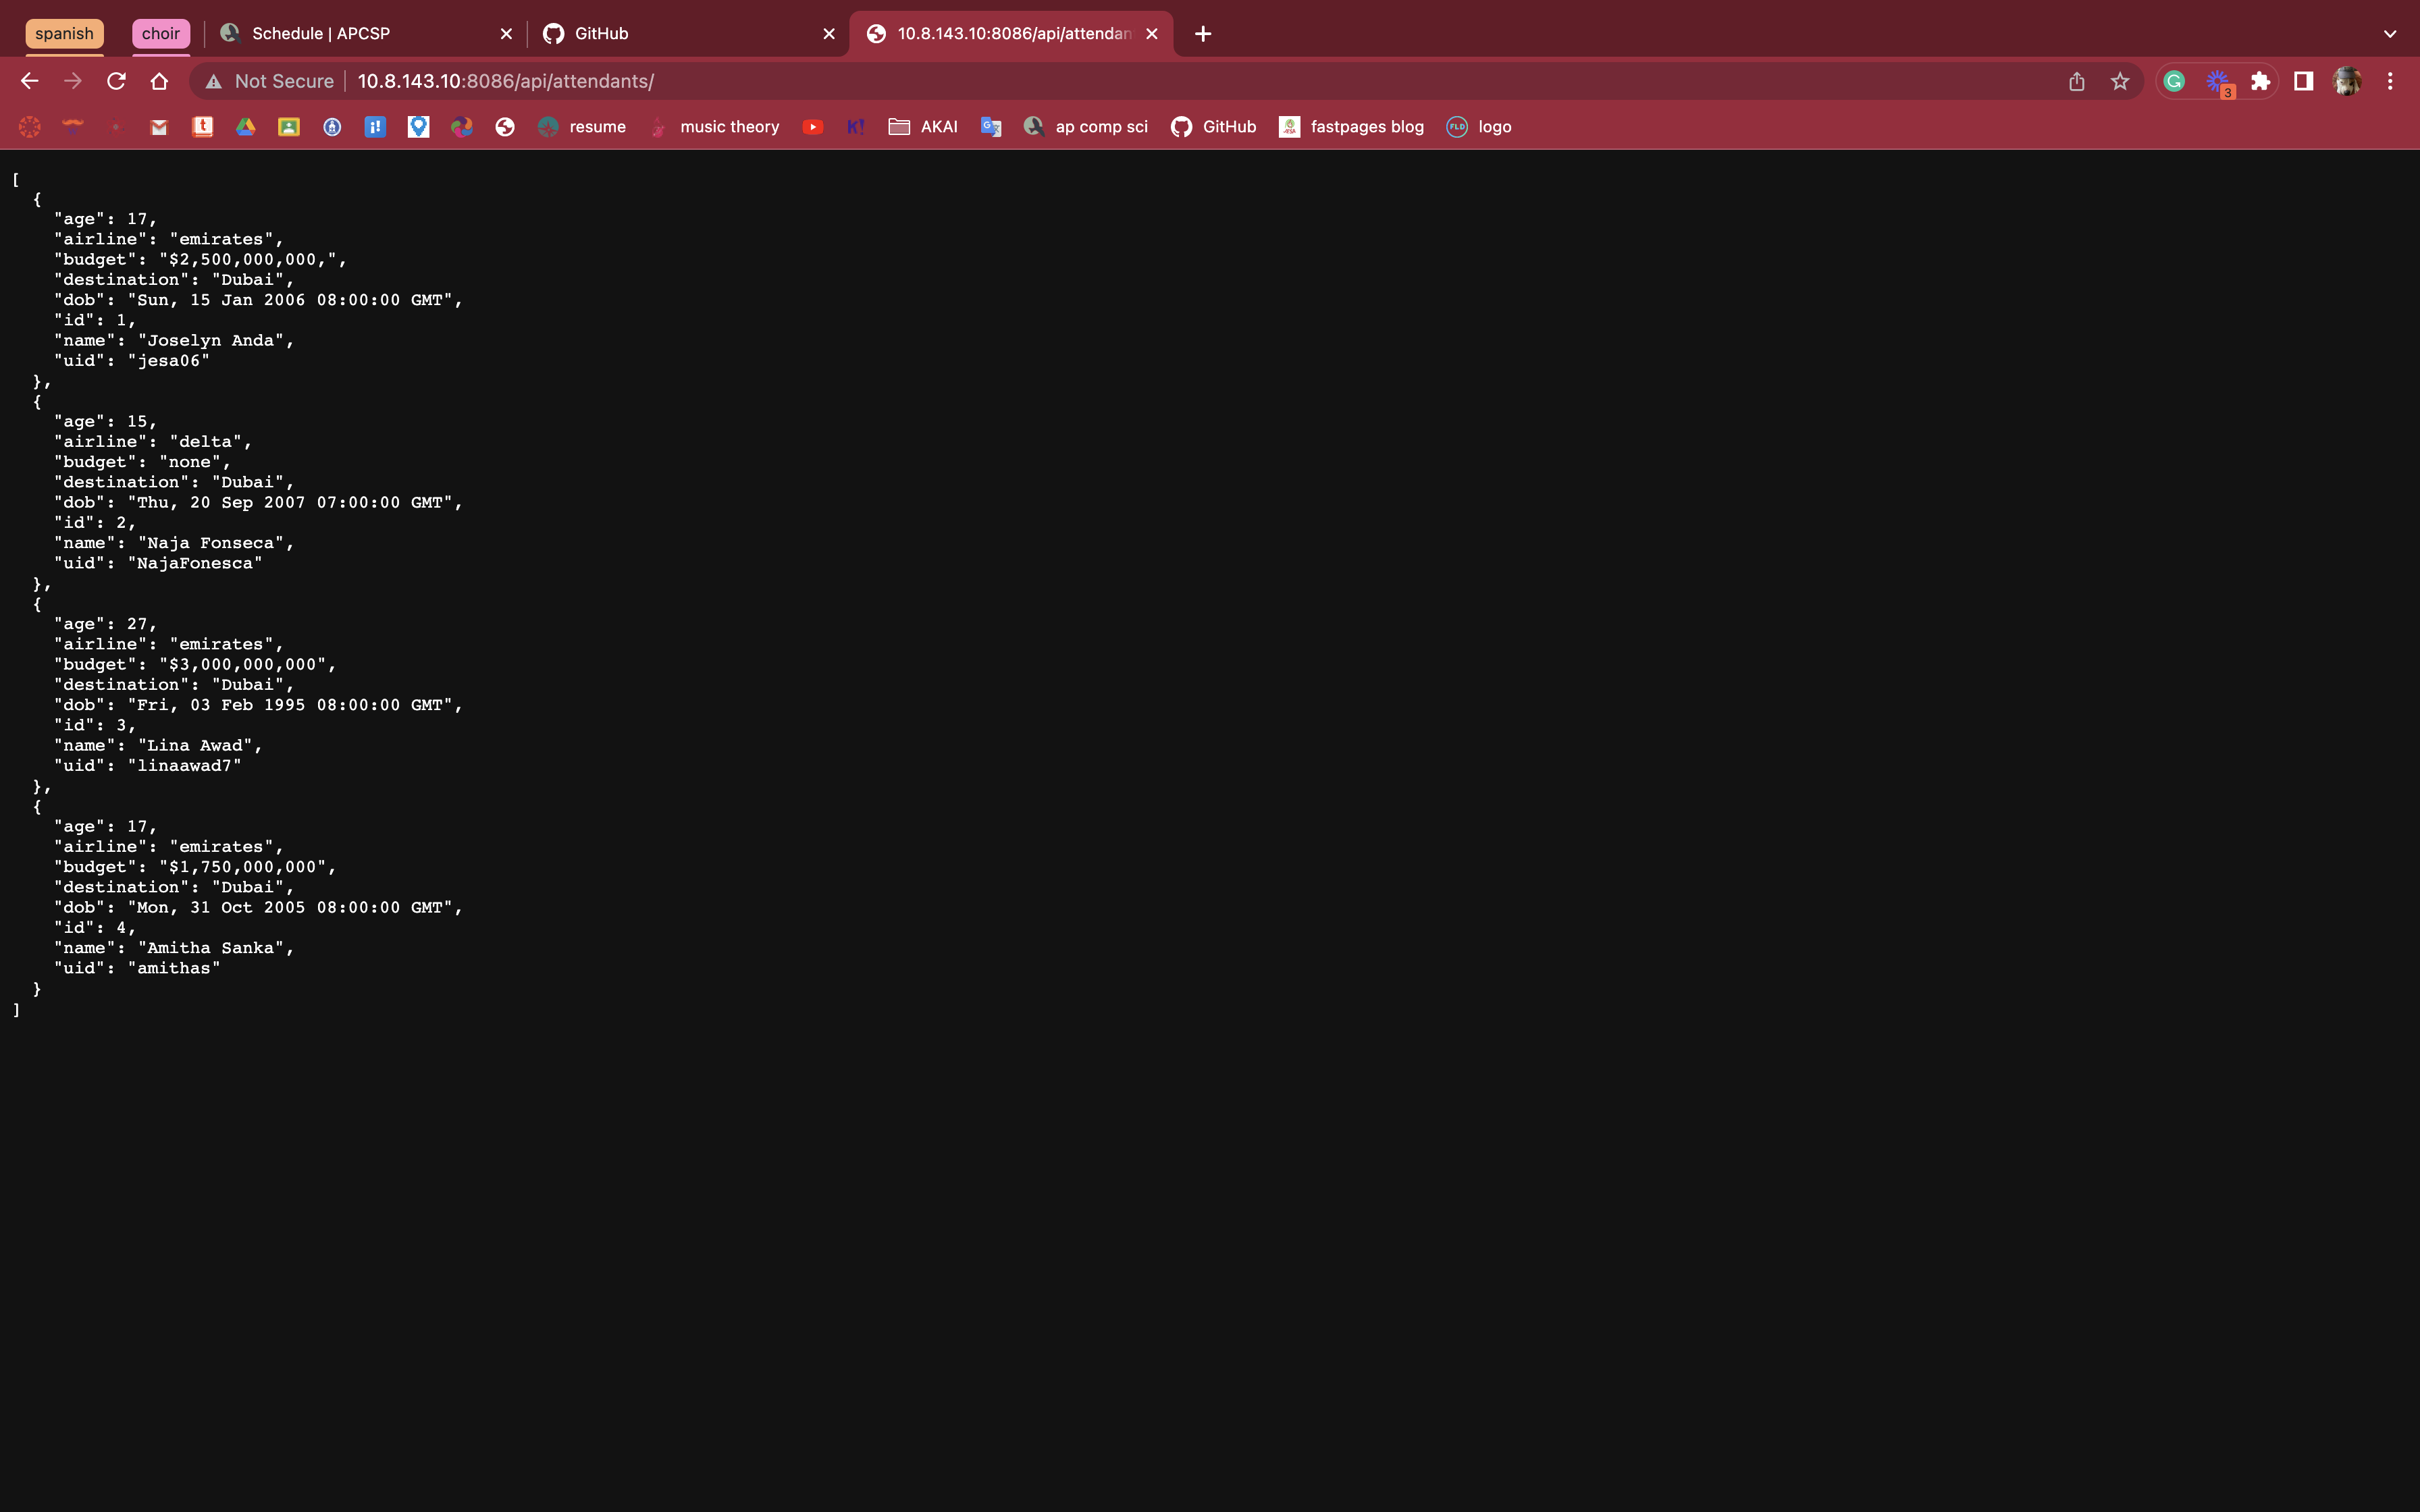 spanish choir Schedule | APCSP GitHub 10.8.143.10:8086/api/attendan
Not Secure 10.8.143.10:8086/api/attendants/ 3
resume music theory K! AKAI ap comp sci GitHub fastpages blog FLD logo
[
  {
    "age": 17,
    "airline": "emirates",
    "budget": "$2,500,000,000,",
    "destination": "Dubai",
    "dob": "Sun, 15 Jan 2006 08:00:00 GMT",
    "id": 1,
    "name": "Joselyn Anda",
    "uid": "jesa06"
  },
  {
    "age": 15,
    "airline": "delta",
    "budget": "none",
    "destination": "Dubai",
    "dob": "Thu, 20 Sep 2007 07:00:00 GMT",
    "id": 2,
    "name": "Naja Fonseca",
    "uid": "NajaFonesca"
  },
  {
    "age": 27,
    "airline": "emirates",
    "budget": "$3,000,000,000",
    "destination": "Dubai",
    "dob": "Fri, 03 Feb 1995 08:00:00 GMT",
    "id": 3,
    "name": "Lina Awad",
    "uid": "linaawad7"
  },
  {
    "age": 17,
    "airline": "emirates",
    "budget": "$1,750,000,000",
    "destination": "Dubai",
    "dob": "Mon, 31 Oct 2005 08:00:00 GMT",
    "id": 4,
    "name": "Amitha Sanka",
    "uid": "amithas"
  }
]